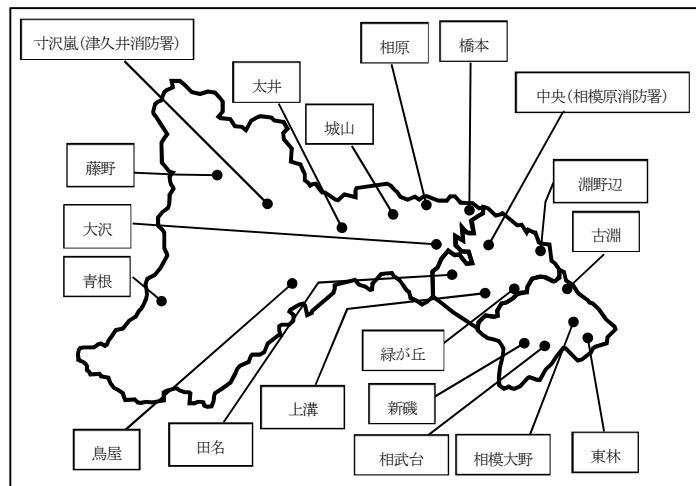 寸沢嵐(津久井消防署)
相原
橋本
太井
中央(相模原消防署)
城山
藤野
淵野辺
大沢
古淵
青根
緑が丘
上溝
新磯
鳥屋
田名
相武台
相模大野
東林